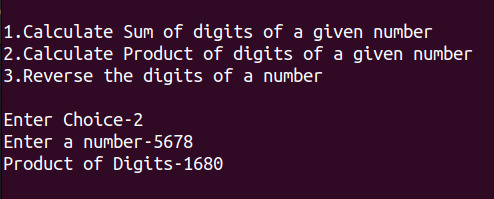 1.Calculate Sum of digits of a given number
2.Calculate Product of digits of a given number
3.Reverse the digits of a number
Enter Choice-2
Enter a number-5678
Product of Digits-1680